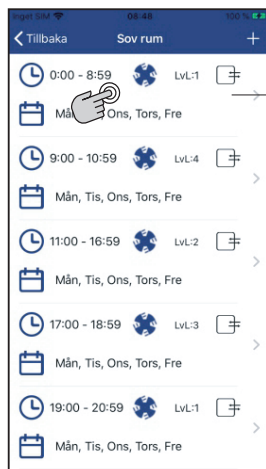 Inget SIM 08:48 100 %
Tillbaka Sov rum +
0:00 - 8:59 LvL:1
Mån, Tis, Ons, Tors, Fre
9:00 - 10:59 LvL:4
Mån, Tis, Ons, Tors, Fre
11:00 - 16:59 LvL:2
Mån, Tis, Ons, Tors, Fre
17:00 - 18:59 LvL:3
Mån, Tis, Ons, Tors, Fre
19:00 - 20:59 LvL:1
Mån, Tis, Ons, Tors, Fre